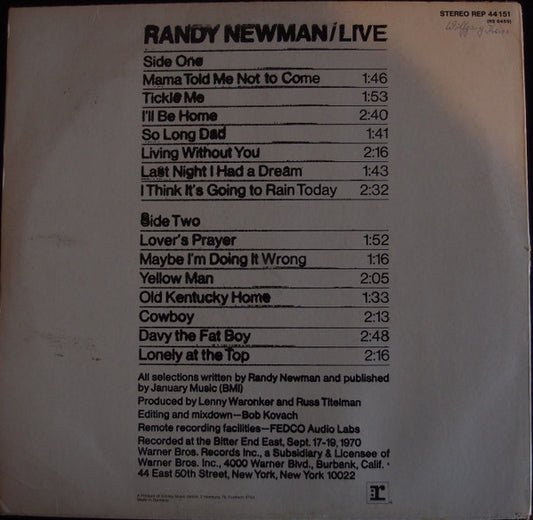 STEREO REP 44 151
(RS 6459)
RANDY NEWMAN/LIVE
Side One
Mama Told Me Not to Come 1:46
Tickle Me 1:53
I'll Be Home 2:40
So Long Dad 1:41
Living Without You 2:16
Last Night I Had a Dream 1:43
I Think It's Going to Rain Today 2:32
Side Two
Lover's Prayer 1:52
Maybe I'm Doing It Wrong 1:16
Yellow Man 2:05
Old Kentucky Home 1:33
Cowboy 2:13
Davy the Fat Boy 2:48
Lonely at the Top 2:16
All selections written by Randy Newman and published
by January Music (BMI)
Produced by Lenny Waronker and Russ Titelman
Editing and mixdown—Bob Kovach
Remote recording facilities—FEDCO Audio Labs
Recorded at the Bitter End East, Sept. 17-19, 1970
Warner Bros. Records Inc., a Subsidiary & Licensee of
Warner Bros. Inc., 4000 Warner Blvd., Burbank, Calif. •
44 East 50th Street, New York, New York 10022
Made in Germany
r